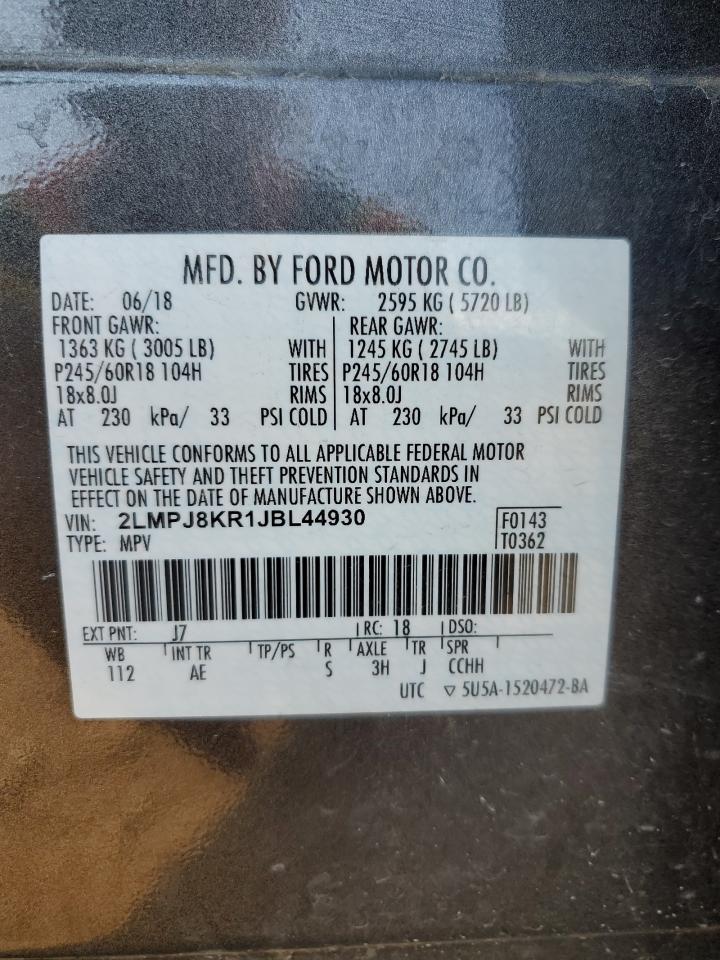 MFD. BY FORD MOTOR CO.
DATE: 06/18 GVWR: 2595 KG ( 5720 LB)
FRONT GAWR: REAR GAWR:
1363 KG ( 3005 LB) WITH 1245 KG ( 2745 LB) WITH
P245/60R18 104H TIRES P245/60R18 104H TIRES
18x8.0J RIMS 18x8.0J RIMS
AT 230 kPa/ 33 PSI COLD AT 230 kPa/ 33 PSI COLD
THIS VEHICLE CONFORMS TO ALL APPLICABLE FEDERAL MOTOR
VEHICLE SAFETY AND THEFT PREVENTION STANDARDS IN
EFFECT ON THE DATE OF MANUFACTURE SHOWN ABOVE.
VIN: 2LMPJ8KR1JBL44930 F0143
TYPE: MPV T0362
EXT PNT: J7 RC: 18 DSO:
WB INT TR TP/PS R AXLE TR SPR
112 AE S 3H J CCHH
UTC ▽ 5U5A-1520472-BA